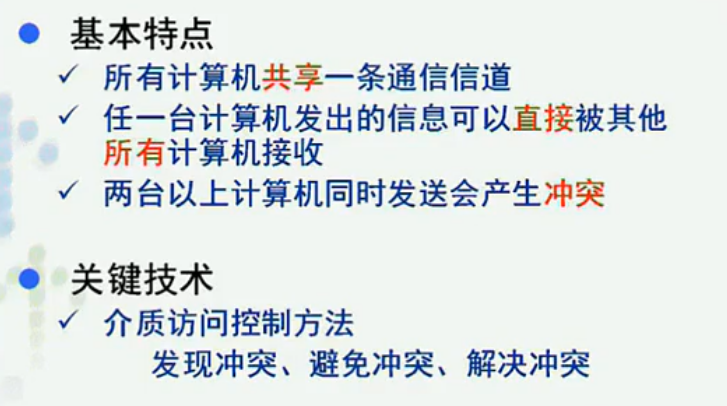 基本特点
✓ 所有计算机共享一条通信信道
✓ 任一台计算机发出的信息可以直接被其他
所有计算机接收
✓ 两台以上计算机同时发送会产生冲突
关键技术
✓ 介质访问控制方法
发现冲突、避免冲突、解决冲突